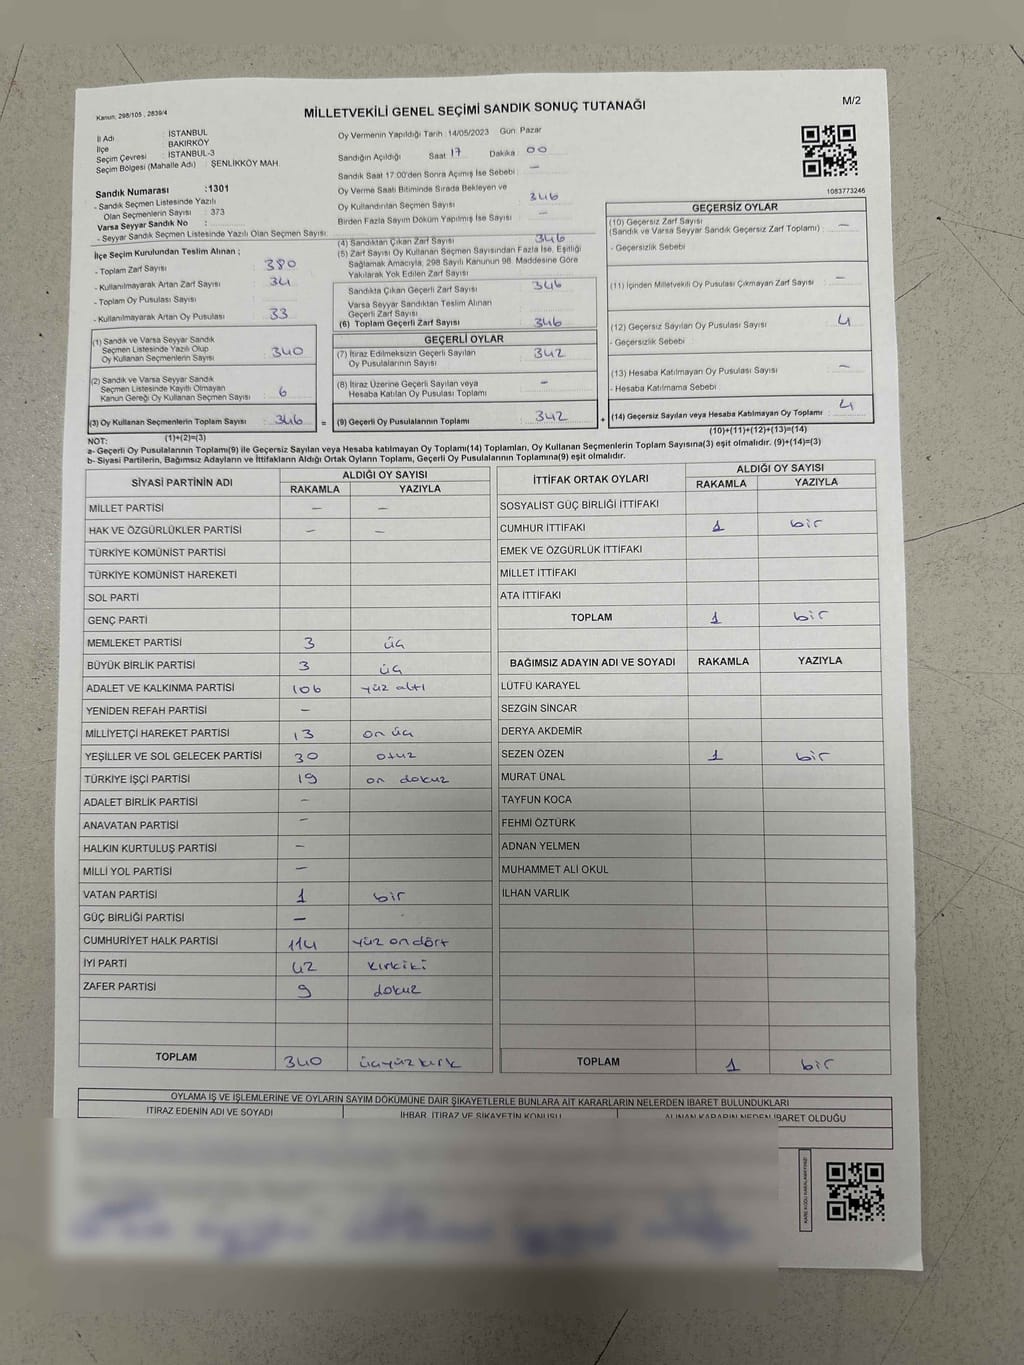 Kanun: 298/105 , 2839/4
MİLLETVEKİLİ GENEL SEÇİMİ SANDIK SONUÇ TUTANAĞI
M/2
İl Adı : İSTANBUL
İlçe : BAKIRKÖY
Seçim Çevresi : İSTANBUL-3
Seçim Bölgesi (Mahalle Adı) : ŞENLİKKÖY MAH.
Sandık Numarası :1301
- Sandık Seçmen Listesinde Yazılı
Olan Seçmenlerin Sayısı : 373
Varsa Seyyar Sandık No :
- Seyyar Sandık Seçmen Listesinde Yazılı Olan Seçmen Sayısı:
Oy Vermenin Yapıldığı Tarih : 14/05/2023 Gün: Pazar
Sandığın Açıldığı Saat 17 Dakika 00
Sandık Saat 17:00'den Sonra Açılmış İse Sebebi : —
Oy Verme Saati Bitiminde Sırada Bekleyen ve
Oy Kullandırılan Seçmen Sayısı : 346
Birden Fazla Sayım Döküm Yapılmış İse Sayısı : —
1083773246
İlçe Seçim Kurulundan Teslim Alınan ;
- Toplam Zarf Sayısı : 380
- Kullanılmayarak Artan Zarf Sayısı : 34
- Toplam Oy Pusulası Sayısı :
- Kullanılmayarak Artan Oy Pusulası : 33
(1) Sandık ve Varsa Seyyar Sandık
Seçmen Listesinde Yazılı Olup
Oy Kullanan Seçmenlerin Sayısı : 340
(2) Sandık ve Varsa Seyyar Sandık
Seçmen Listesinde Kayıtlı Olmayan
Kanun Gereği Oy Kullanan Seçmen Sayısı : 6
(3) Oy Kullanan Seçmenlerin Toplam Sayısı : 346 =
(1)+(2)=(3)
(4) Sandıktan Çıkan Zarf Sayısı : 346
(5) Zarf Sayısı Oy Kullanan Seçmen Sayısından Fazla İse, Eşitliği
Sağlamak Amacıyla, 298 Sayılı Kanunun 98. Maddesine Göre
Yakılarak Yok Edilen Zarf Sayısı :
Sandıkta Çıkan Geçerli Zarf Sayısı : 346
Varsa Seyyar Sandıktan Teslim Alınan
Geçerli Zarf Sayısı :
(6) Toplam Geçerli Zarf Sayısı : 346
GEÇERLİ OYLAR
(7) İtiraz Edilmeksizin Geçerli Sayılan
Oy Pusulalarının Sayısı : 342
(8) İtiraz Üzerine Geçerli Sayılan veya
Hesaba Katılan Oy Pusulası Toplamı : —
(9) Geçerli Oy Pusulalarının Toplamı : 342 +
GEÇERSİZ OYLAR
(10) Geçersiz Zarf Sayısı
(Sandık ve Varsa Seyyar Sandık Geçersiz Zarf Toplamı) : —
- Geçersizlik Sebebi :
(11) İçinden Milletvekili Oy Pusulası Çıkmayan Zarf Sayısı : —
(12) Geçersiz Sayılan Oy Pusulası Sayısı : 4
- Geçersizlik Sebebi :
(13) Hesaba Katılmayan Oy Pusulası Sayısı : —
- Hesaba Katılmama Sebebi :
(14) Geçersiz Sayılan veya Hesaba Katılmayan Oy Toplamı : 4
(10)+(11)+(12)+(13)=(14)
NOT:
a- Geçerli Oy Pusulalarının Toplamı(9) ile Geçersiz Sayılan veya Hesaba katılmayan Oy Toplamı(14) Toplamları, Oy Kullanan Seçmenlerin Toplam Sayısına(3) eşit olmalıdır. (9)+(14)=(3)
b- Siyasi Partilerin, Bağımsız Adayların ve İttifakların Aldığı Ortak Oyların Toplamı, Geçerli Oy Pusulalarının Toplamına(9) eşit olmalıdır.
SİYASİ PARTİNİN ADI ALDIĞI OY SAYISI
RAKAMLA YAZIYLA
MİLLET PARTİSİ — —
HAK VE ÖZGÜRLÜKLER PARTİSİ — —
TÜRKİYE KOMÜNİST PARTİSİ
TÜRKİYE KOMÜNİST HAREKETİ
SOL PARTİ
GENÇ PARTİ
MEMLEKET PARTİSİ 3 üç
BÜYÜK BİRLİK PARTİSİ 3 üç
ADALET VE KALKINMA PARTİSİ 106 yüz altı
YENİDEN REFAH PARTİSİ —
MİLLİYETÇİ HAREKET PARTİSİ 13 on üç
YEŞİLLER VE SOL GELECEK PARTİSİ 30 otuz
TÜRKİYE İŞÇİ PARTİSİ 19 on dokuz
ADALET BİRLİK PARTİSİ —
ANAVATAN PARTİSİ —
HALKIN KURTULUŞ PARTİSİ —
MİLLİ YOL PARTİSİ —
VATAN PARTİSİ 1 bir
GÜÇ BİRLİĞİ PARTİSİ —
CUMHURİYET HALK PARTİSİ 114 yüz on dört
İYİ PARTİ 42 kırkiki
ZAFER PARTİSİ 9 dokuz
TOPLAM 340 üçyüz kırk
İTTİFAK ORTAK OYLARI ALDIĞI OY SAYISI
RAKAMLA YAZIYLA
SOSYALİST GÜÇ BİRLİĞİ İTTİFAKI
CUMHUR İTTİFAKI 1 bir
EMEK VE ÖZGÜRLÜK İTTİFAKI
MİLLET İTTİFAKI
ATA İTTİFAKI
TOPLAM 1 bir
BAĞIMSIZ ADAYIN ADI VE SOYADI RAKAMLA YAZIYLA
LÜTFÜ KARAYEL
SEZGİN SİNCAR
DERYA AKDEMİR
SEZEN ÖZEN 1 bir
MURAT ÜNAL
TAYFUN KOCA
FEHMİ ÖZTÜRK
ADNAN YELMEN
MUHAMMET ALİ OKUL
İLHAN VARLIK
TOPLAM 1 bir
OYLAMA İŞ VE İŞLEMLERİNE VE OYLARIN SAYIM DÖKÜMÜNE DAİR ŞİKAYETLERLE BUNLARA AİT KARARLARIN NELERDEN İBARET BULUNDUKLARI
İTİRAZ EDENİN ADI VE SOYADI İHBAR, İTİRAZ VE ŞİKAYETİN KONUSU ALINAN KARARIN NEDEN İBARET OLDUĞU